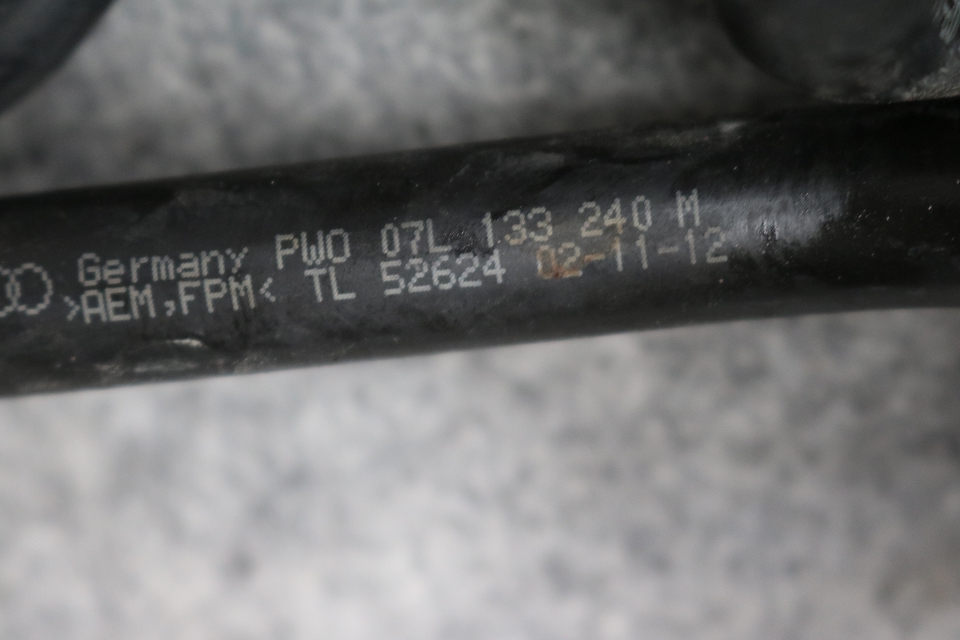 Germany PWO 07L 133 240 M
>AEM,FPM< TL 52624 02-11-12